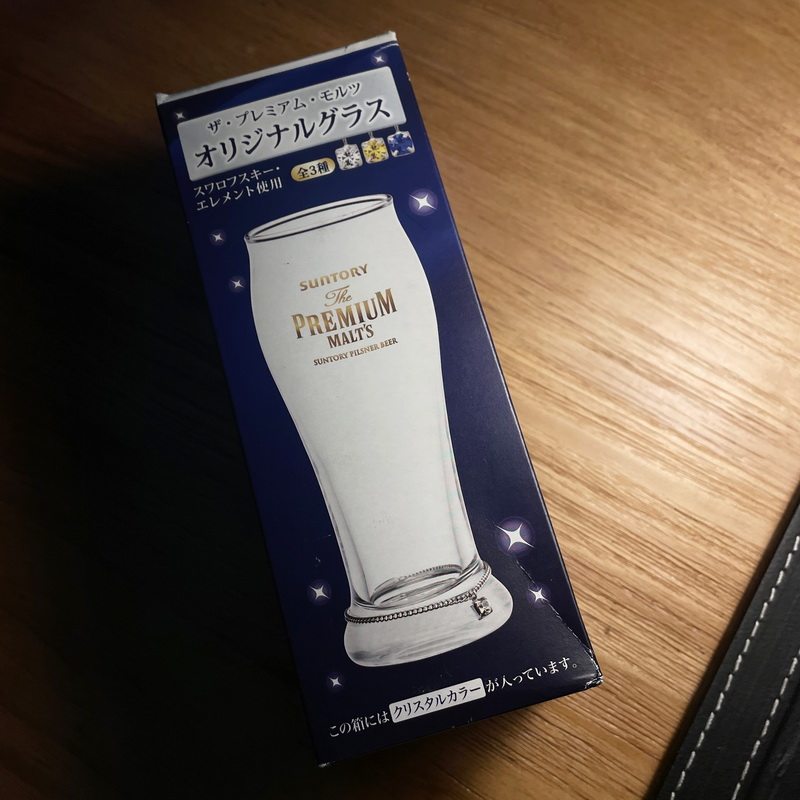 ザ・プレミアム・モルツ
オリジナルグラス
スワロフスキー・
エレメント使用
全3種
SUNTORY
The
PREMIUM
MALT'S
SUNTORY PILSNER BEER
この箱にはクリスタルカラーが入っています。